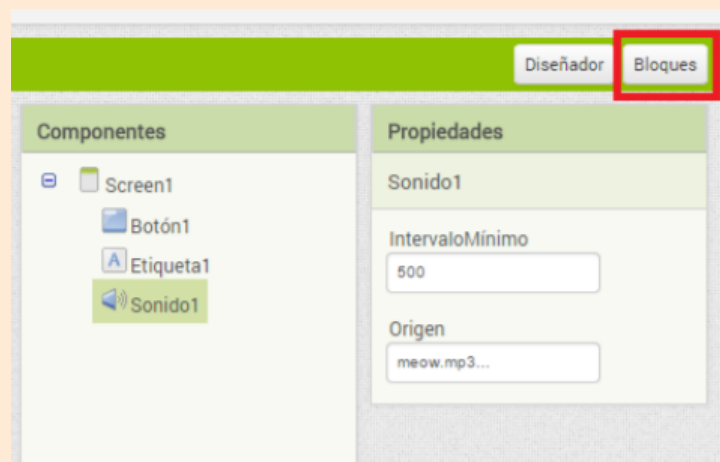 Diseñador Bloques
Componentes
Screen1
Botón1
A Etiqueta1
Sonido1
Propiedades
Sonido1
IntervaloMínimo
500
Origen
meow.mp3...